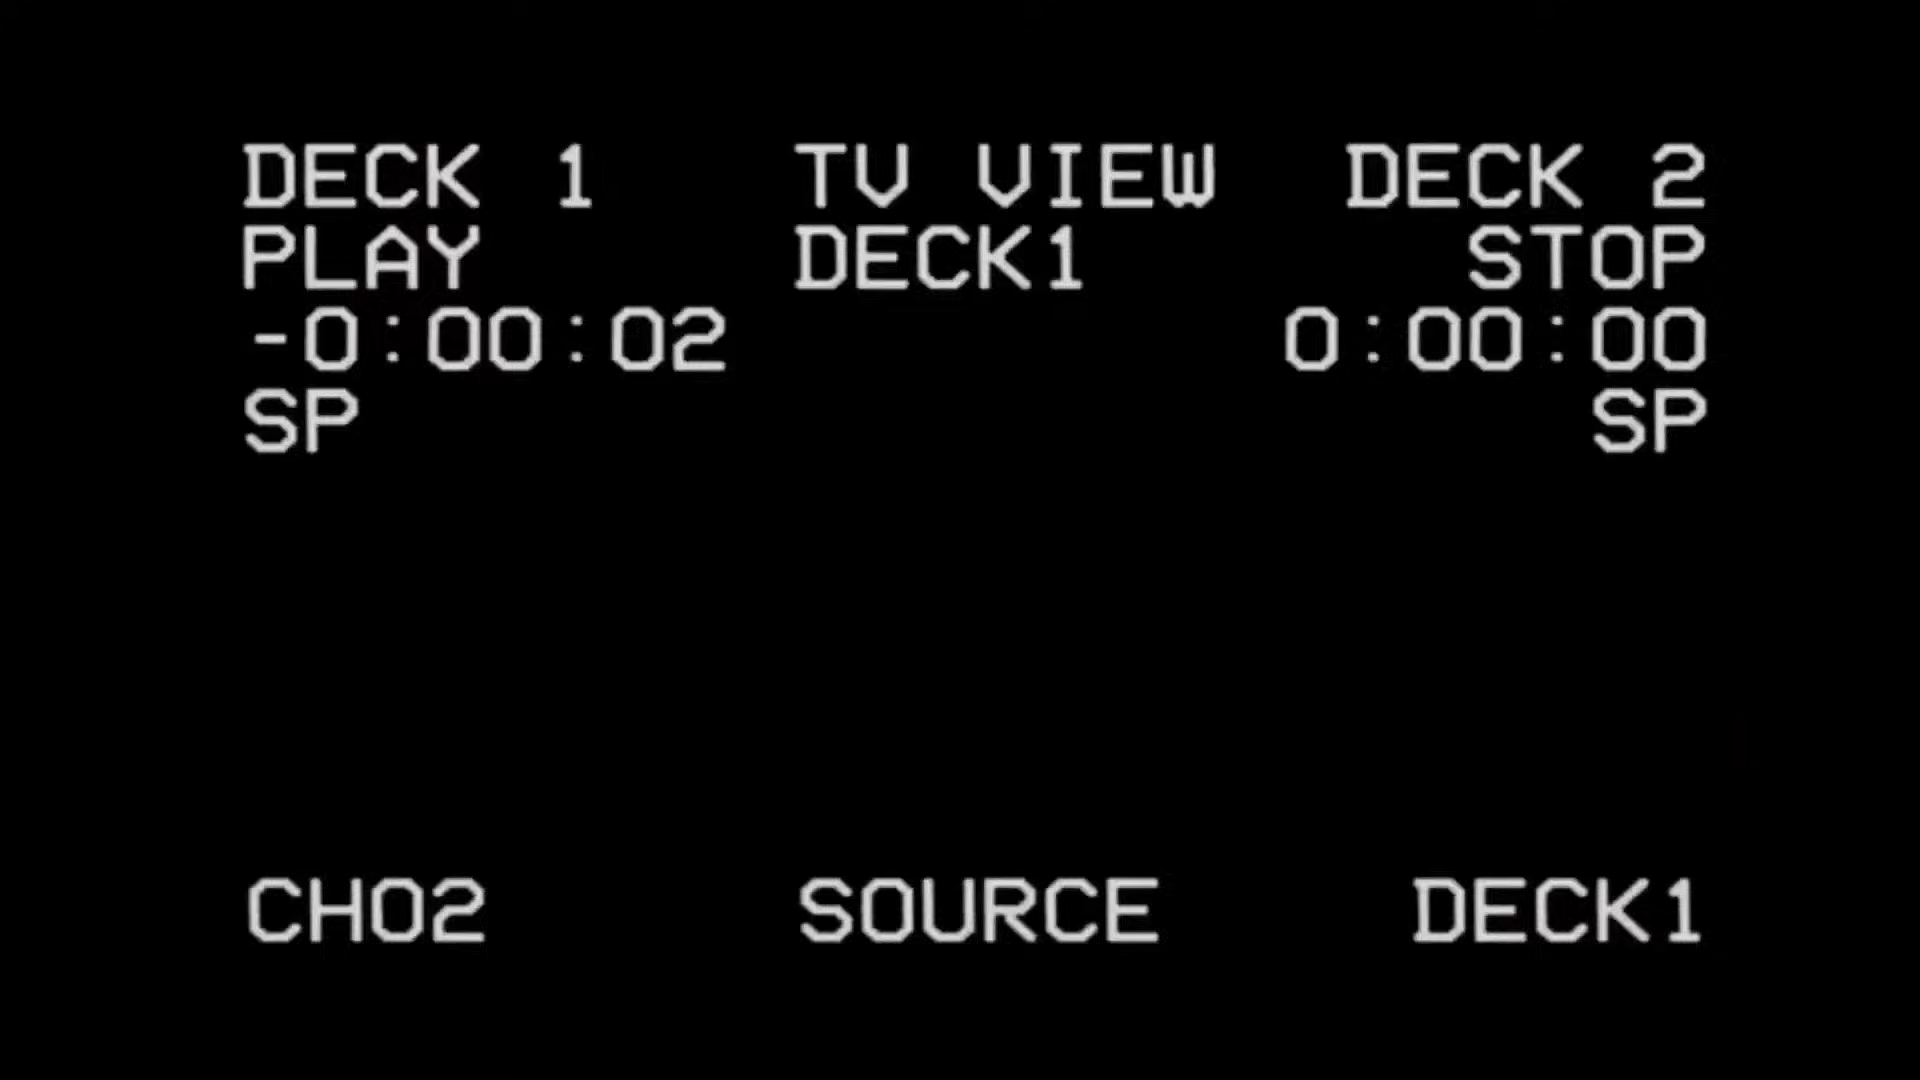 DECK 1 TV VIEW DECK 2
PLAY DECK1 STOP
-0:00:02 0:00:00
SP SP
CH02 SOURCE DECK1